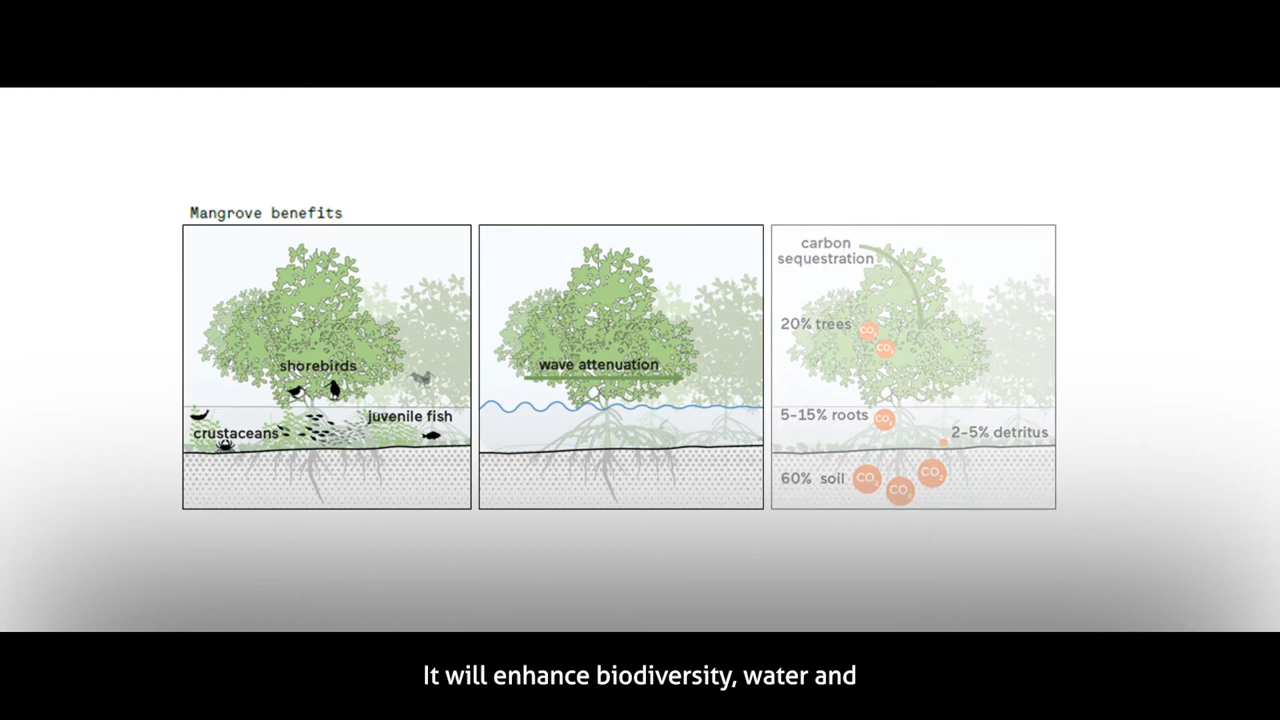 Mangrove benefits
shorebirds
juvenile fish
crustaceans
wave attenuation
carbon
sequestration
20% trees
CO₂
CO₂
5-15% roots
CO₂
2-5% detritus
60% soil
CO₂
CO₂
CO₂
It will enhance biodiversity, water and